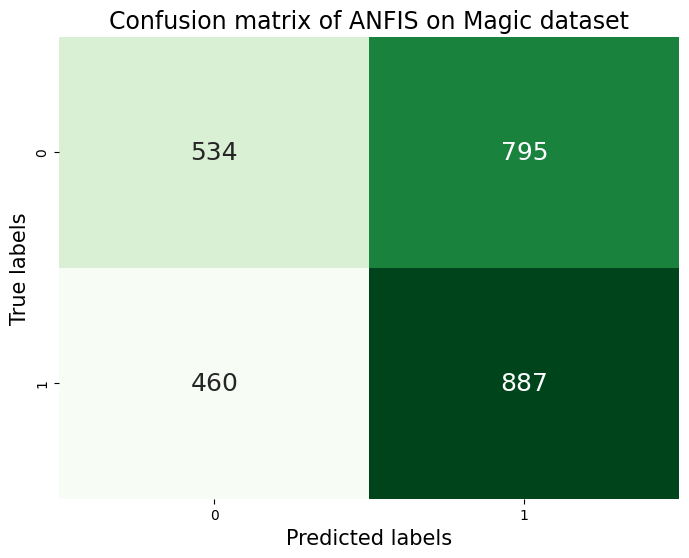 Confusion matrix of ANFIS on Magic dataset
True labels
0
534
795
1
460
887
0
1
Predicted labels